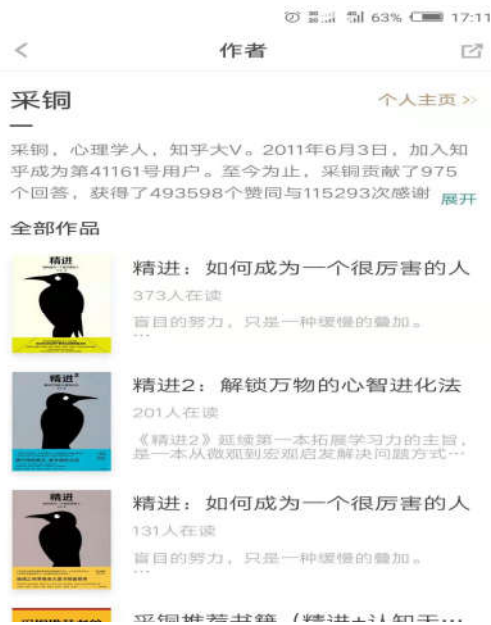 63% 17:11
作者
采铜
个人主页 >>
采铜，心理学人，知乎大V。2011年6月3日，加入知
乎成为第41161号用户。至今为止，采铜贡献了975
个回答，获得了493598个赞同与115293次感谢 展开
全部作品
精进
精进：如何成为一个很厉害的人
373人在读
盲目的努力，只是一种缓慢的叠加。
…
精进2
精进2：解锁万物的心智进化法
201人在读
《精进2》延续第一本拓展学习力的主旨，
是一本从微观到宏观启发解决问题方式…
精进
精进：如何成为一个很厉害的人
131人在读
盲目的努力，只是一种缓慢的叠加。
…
采铜推荐书籍（精进+认知天…